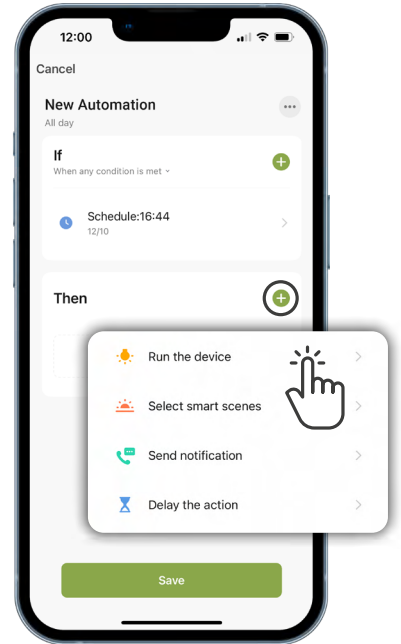 12:00
Cancel
New Automation
All day
If
When any condition is met
Schedule:16:44
12/10
Then
Run the device
Select smart scenes
Send notification
Delay the action
Save